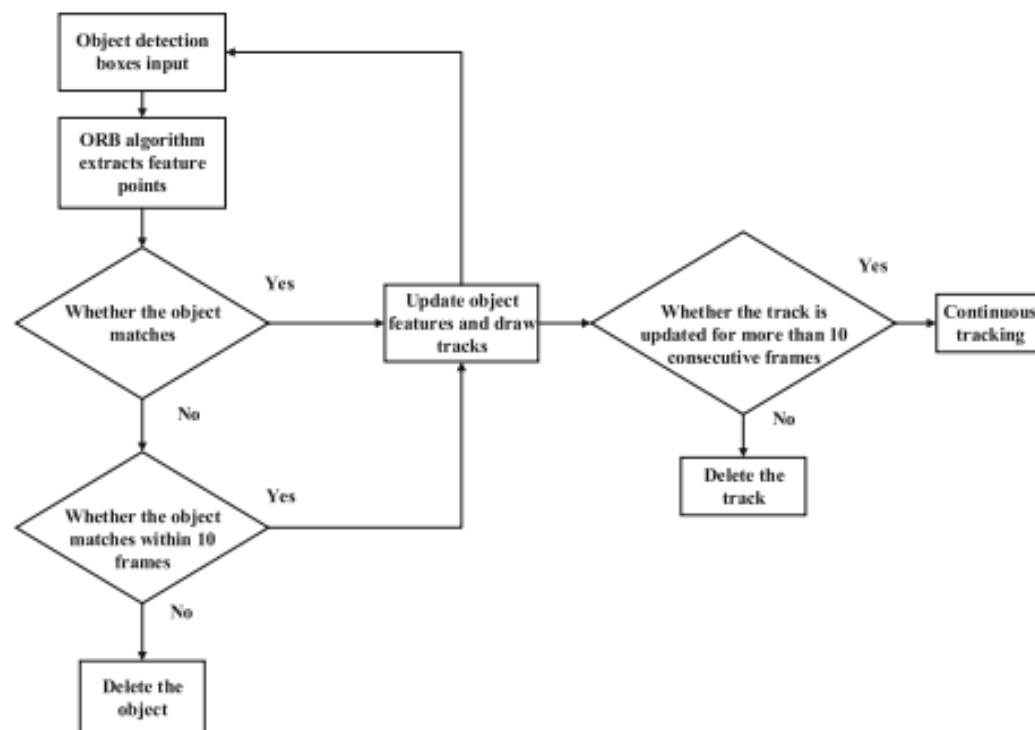 Object detection
boxes input
ORB algorithm
extracts feature
points
Whether the object
matches
Yes
No
Whether the object
matches within 10
frames
Yes
No
Delete the
object
Update object
features and draw
tracks
Whether the track is
updated for more than 10
consecutive frames
Yes
No
Continuous
tracking
Delete the
track